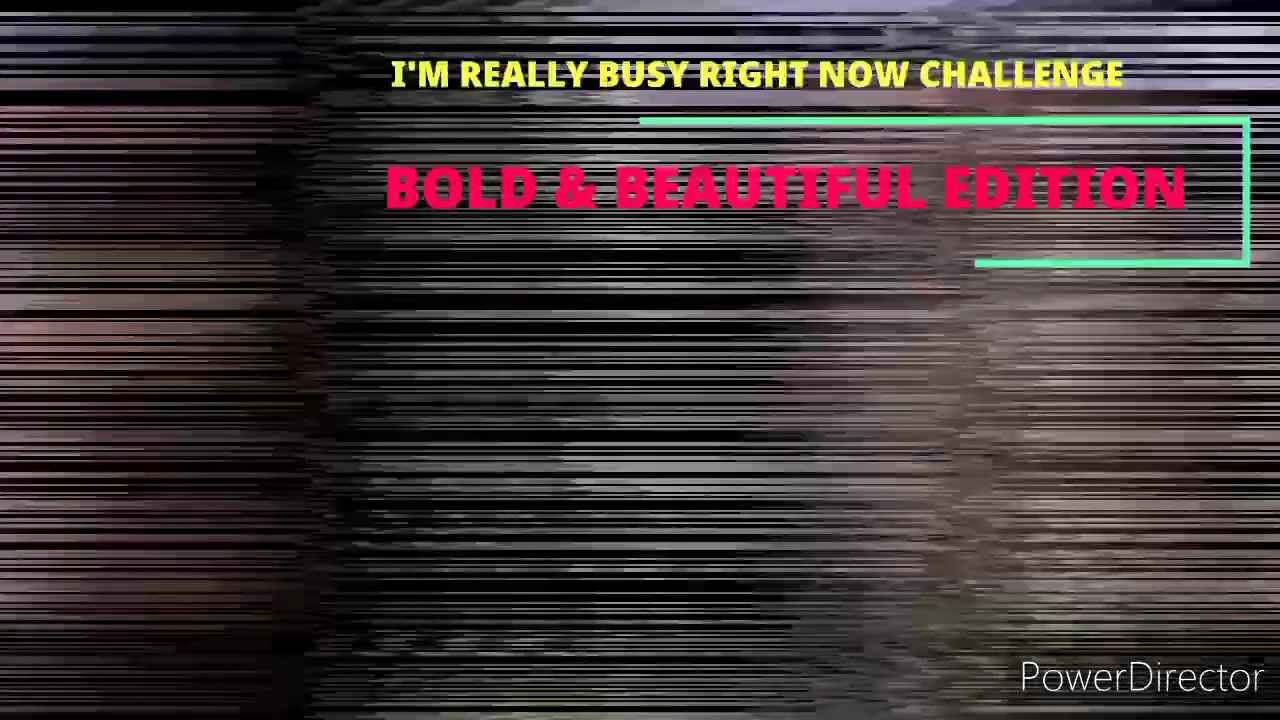 I'M REALLY BUSY RIGHT NOW CHALLENGE
BOLD & BEAUTIFUL EDITION
PowerDirector